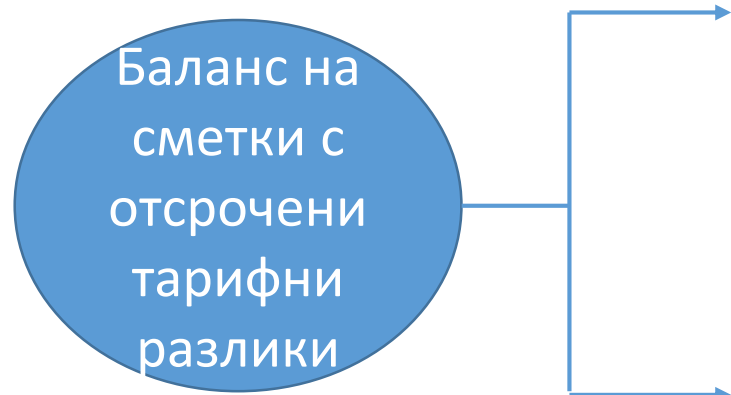 Баланс на
сметки с
отсрочени
тарифни
разлики